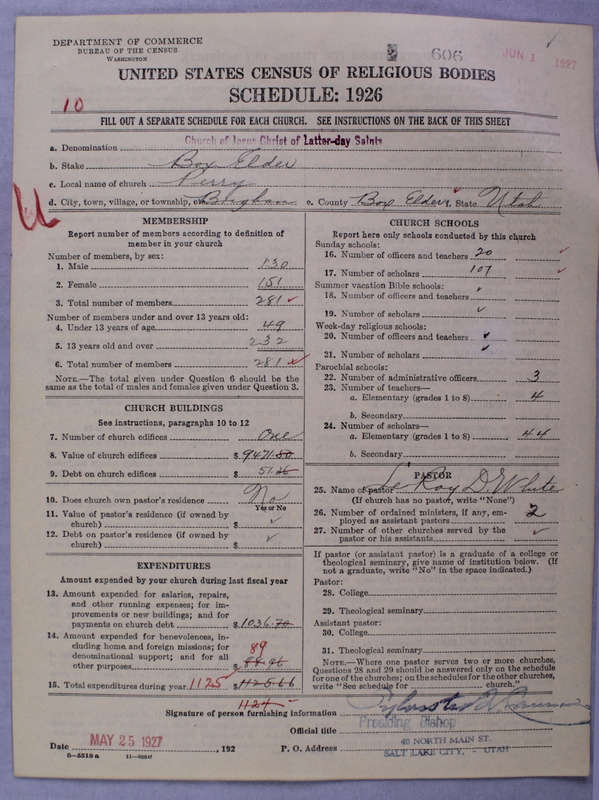 DEPARTMENT OF COMMERCE
BUREAU OF THE CENSUS
WASHINGTON
606
JUN 1 1927
UNITED STATES CENSUS OF RELIGIOUS BODIES
SCHEDULE: 1926
10
FILL OUT A SEPARATE SCHEDULE FOR EACH CHURCH. SEE INSTRUCTIONS ON THE BACK OF THIS SHEET
a. Denomination Church of Jesus Christ of Latter-day Saints
b. Stake Box Elder
c. Local name of church Perry
d. City, town, village, or township, etc. Brigham e. County Box Elder, State Utah
MEMBERSHIP
Report number of members according to definition of
member in your church
Number of members, by sex:
1. Male 130
2. Female 151
3. Total number of members 281 ✓
Number of members under and over 13 years old:
4. Under 13 years of age 49
5. 13 years old and over 232
6. Total number of members 281
NOTE.—The total given under Question 6 should be
same as the total of males and females given under Question 3.
CHURCH BUILDINGS
See instructions, paragraphs 10 to 12
7. Number of church edifices One
8. Value of church edifices $ 9471.50
9. Debt on church edifices $
10. Does church own pastor's residence No
Yes or No
11. Value of pastor's residence (if owned by
church) $ ✓
12. Debt on pastor's residence (if owned by
church) $ ✓
EXPENDITURES
Amount expended by your church during last fiscal year
13. Amount expended for salaries, repairs,
and other running expenses; for im-
provements or new buildings; and for
payments on church debt $ 1036.70
14. Amount expended for benevolences, in-
cluding home and foreign missions; for
denominational support; and for all
other purposes $ 88.96
89
15. Total expenditures during year 1125 $ 1125.66
1124
CHURCH SCHOOLS
Report here only schools conducted by this church
Sunday schools:
16. Number of officers and teachers 20 ✓
17. Number of scholars 107 ✓
Summer vacation Bible schools:
18. Number of officers and teachers ✓
19. Number of scholars ✓
Week-day religious schools:
20. Number of officers and teachers ✓
21. Number of scholars ✓
Parochial schools:
22. Number of administrative officers 3
23. Number of teachers—
a. Elementary (grades 1 to 8) 4
b. Secondary
24. Number of scholars—
a. Elementary (grades 1 to 8) 44
b. Secondary
PASTOR
25. Name of pastor Le Roy D. White
(If church has no pastor, write "None")
26. Number of ordained ministers, if any, em-
ployed as assistant pastors 2
27. Number of other churches served by the
pastor or his assistants ✓
If pastor (or assistant pastor) is a graduate of a college or
theological seminary, give name of institution below. (If
not a graduate, write "No" in the space indicated.)
Pastor:
28. College
29. Theological seminary
Assistant pastor:
30. College
31. Theological seminary
NOTE.—Where one pastor serves two or more churches,
Questions 28 and 29 should be answered only on the schedule
for one of the churches; on the schedules for the other churches,
write "See schedule for church."
Signature of person furnishing information Sylvester Q. Cannon
Official title Presiding Bishop
Date MAY 25 1927, 192 P. O. Address 40 NORTH MAIN ST.
SALT LAKE CITY, - UTAH
8—5518 a